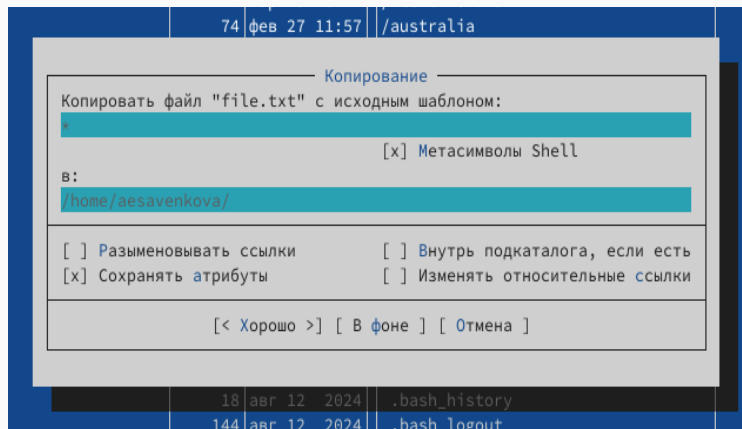 74 фев 27 11:57 /australia
Копирование
Копировать файл "file.txt" с исходным шаблоном:
*
[x] Метасимволы Shell
в:
/home/aesavenkova/
[ ] Разыменовывать ссылки [ ] Внутрь подкаталога, если есть
[x] Сохранять атрибуты [ ] Изменять относительные ссылки
[< Хорошо >] [ В фоне ] [ Отмена ]
18 авг 12 2024 .bash_history
144 авг 12 2024 .bash_logout